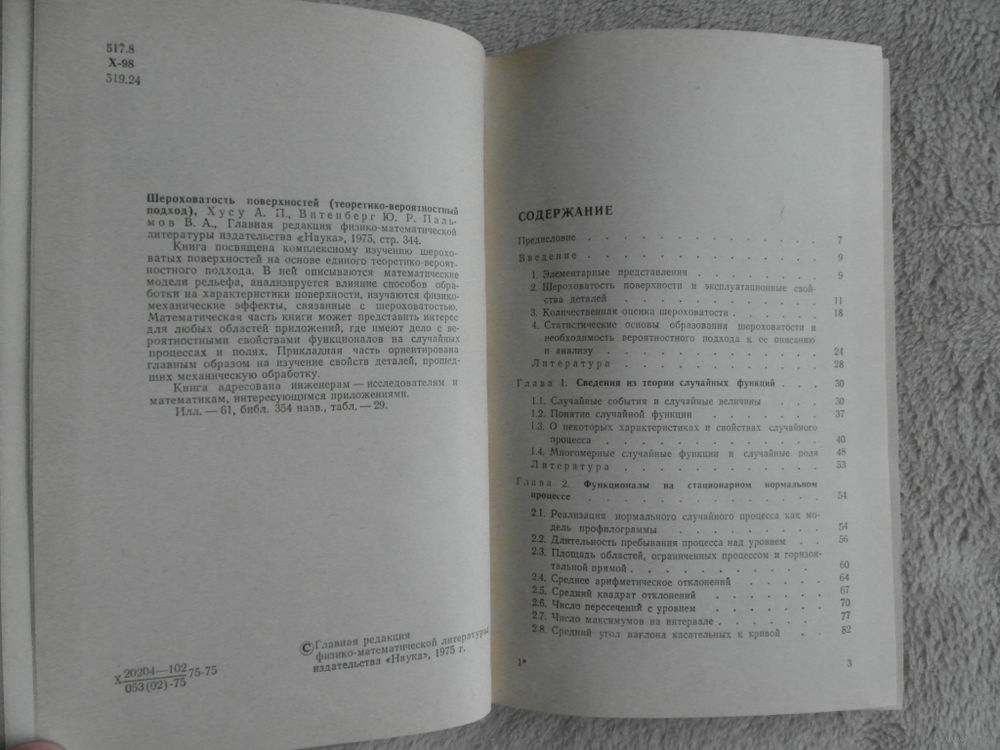 517.8
Х-98
519.24
Шероховатость поверхностей (теоретико-вероятностный
подход), Хусу А. П., Витенберг Ю. Р. Паль-
мов В. А., Главная редакция физико-математической
литературы издательства «Наука», 1975, стр. 344.
Книга посвящена комплексному изучению шерохо-
ватых поверхностей на основе единого теоретико-вероят-
ностного подхода. В ней описываются математические
модели рельефа, анализируется влияние способов обра-
ботки на характеристики поверхности, изучаются физико-
механические эффекты, связанные с шероховатостью.
Математическая часть книги может представить интерес
для любых областей приложений, где имеют дело с ве-
роятностными свойствами функционалов на случайных
процессах и полях. Прикладная часть ориентирована
главным образом на изучение свойств деталей, прошед-
ших механическую обработку.
Книга адресована инженерам — исследователям и
математикам, интересующимся приложениями.
Илл. — 61, библ. 354 назв., табл. — 29.
© Главная редакция
физико-математической литературы
издательства «Наука», 1975 г.
Х 20204—102 75-75
053(02)-75
СОДЕРЖАНИЕ
Предисловие . . . . . . . . . . . . . 7
Введение . . . . . . . . . . . . . 9
1. Элементарные представления . . . . . . . 9
2. Шероховатость поверхности и эксплуатационные свой-
ства деталей . . . . . . . . . . . 11
3. Количественная оценка шероховатости . . . . . 18
4. Статистические основы образования шероховатости и
необходимость вероятностного подхода к ее описанию
и анализу . . . . . . . . . . . . 24
Литература . . . . . . . . . . . 28
Глава 1. Сведения из теории случайных функций . . . 30
1.1. Случайные события и случайные величины . . . 30
1.2. Понятие случайной функции . . . . . . 37
1.3. О некоторых характеристиках и свойствах случайного
процесса . . . . . . . . . . . . 40
1.4. Многомерные случайные функции и случайные поля 48
Литература . . . . . . . . . . . 53
Глава 2. Функционалы на стационарном нормальном
процессе . . . . . . . . . . . . . 54
2.1. Реализация нормального случайного процесса как мо-
дель профилограммы . . . . . . . . 54
2.2. Длительность пребывания процесса над уровнем . . 56
2.3. Площадь областей, ограниченных процессом и горизон-
тальной прямой . . . . . . . . . . 60
2.4. Среднее арифметическое отклонений . . . . . 64
2.5. Средний квадрат отклонений . . . . . . 67
2.6. Число пересечений с уровнем . . . . . . 70
2.7. Число максимумов на интервале . . . . . 77
2.8. Средний угол наклона касательных к кривой . . 82
1* 3